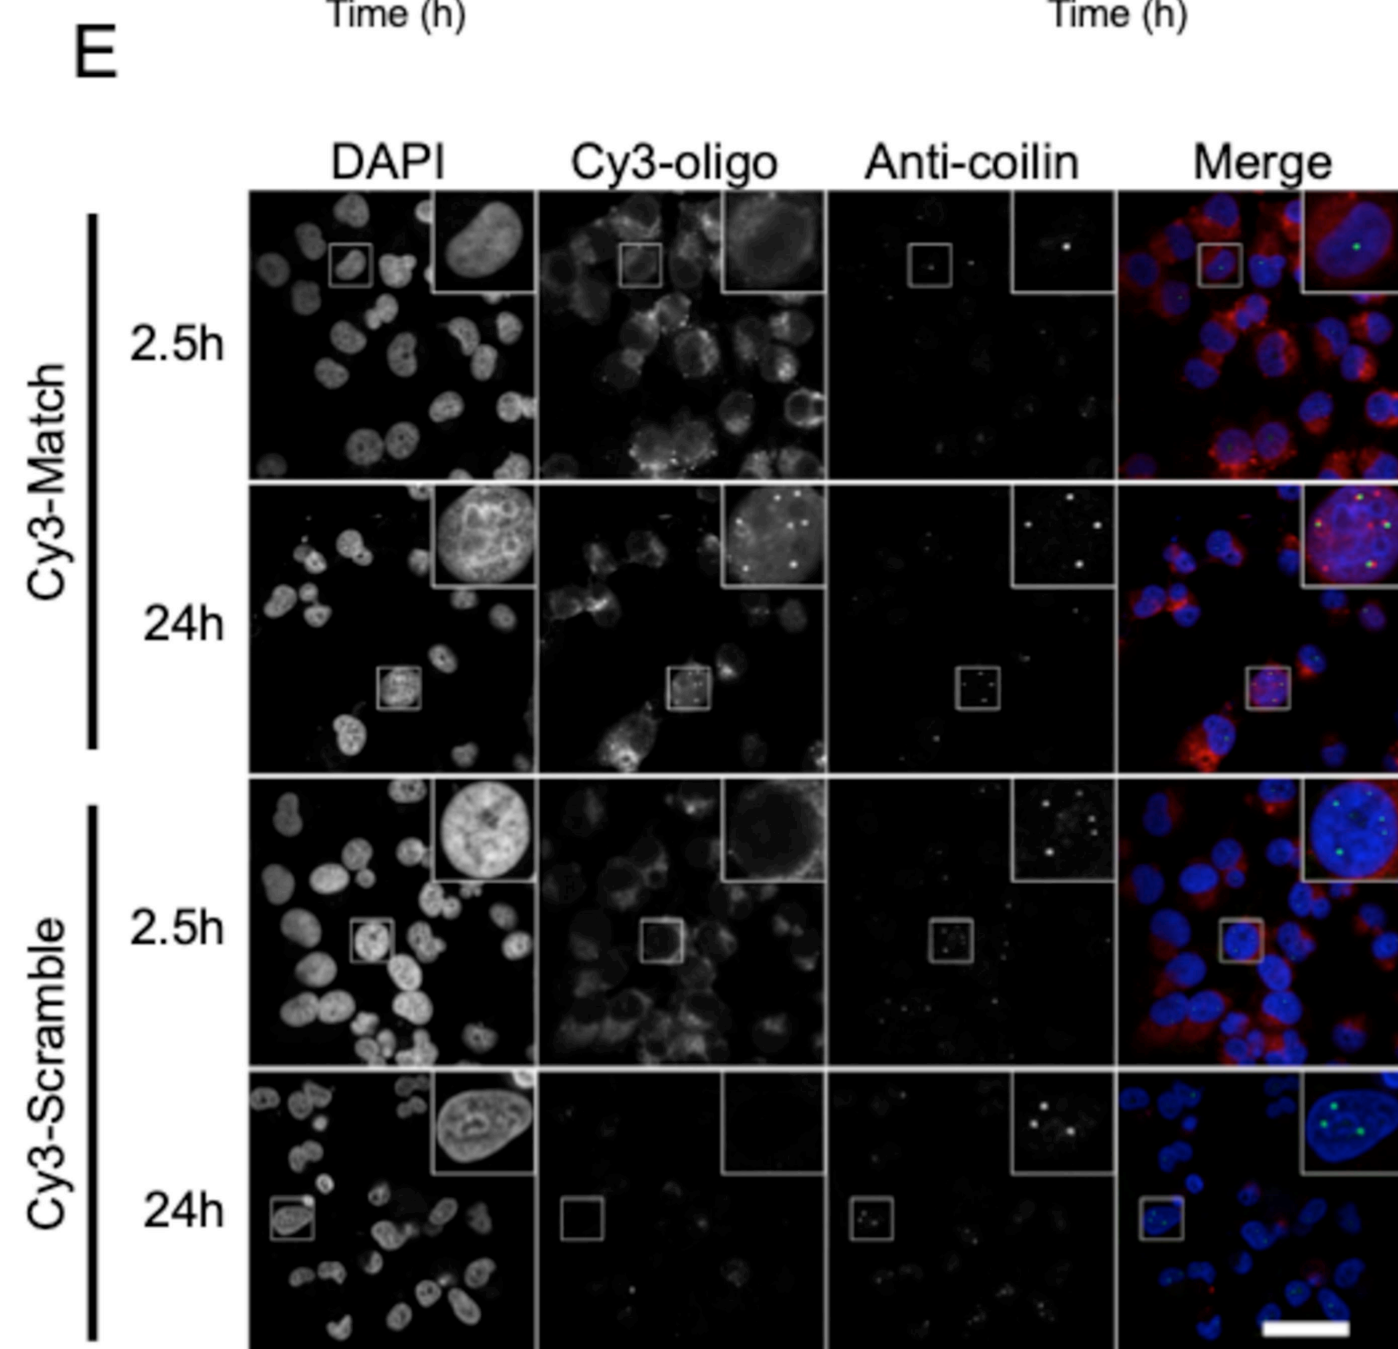 Time (h) Time (h)
E
DAPI Cy3-oligo Anti-coilin Merge
Cy3-Match
2.5h
24h
Cy3-Scramble
2.5h
24h